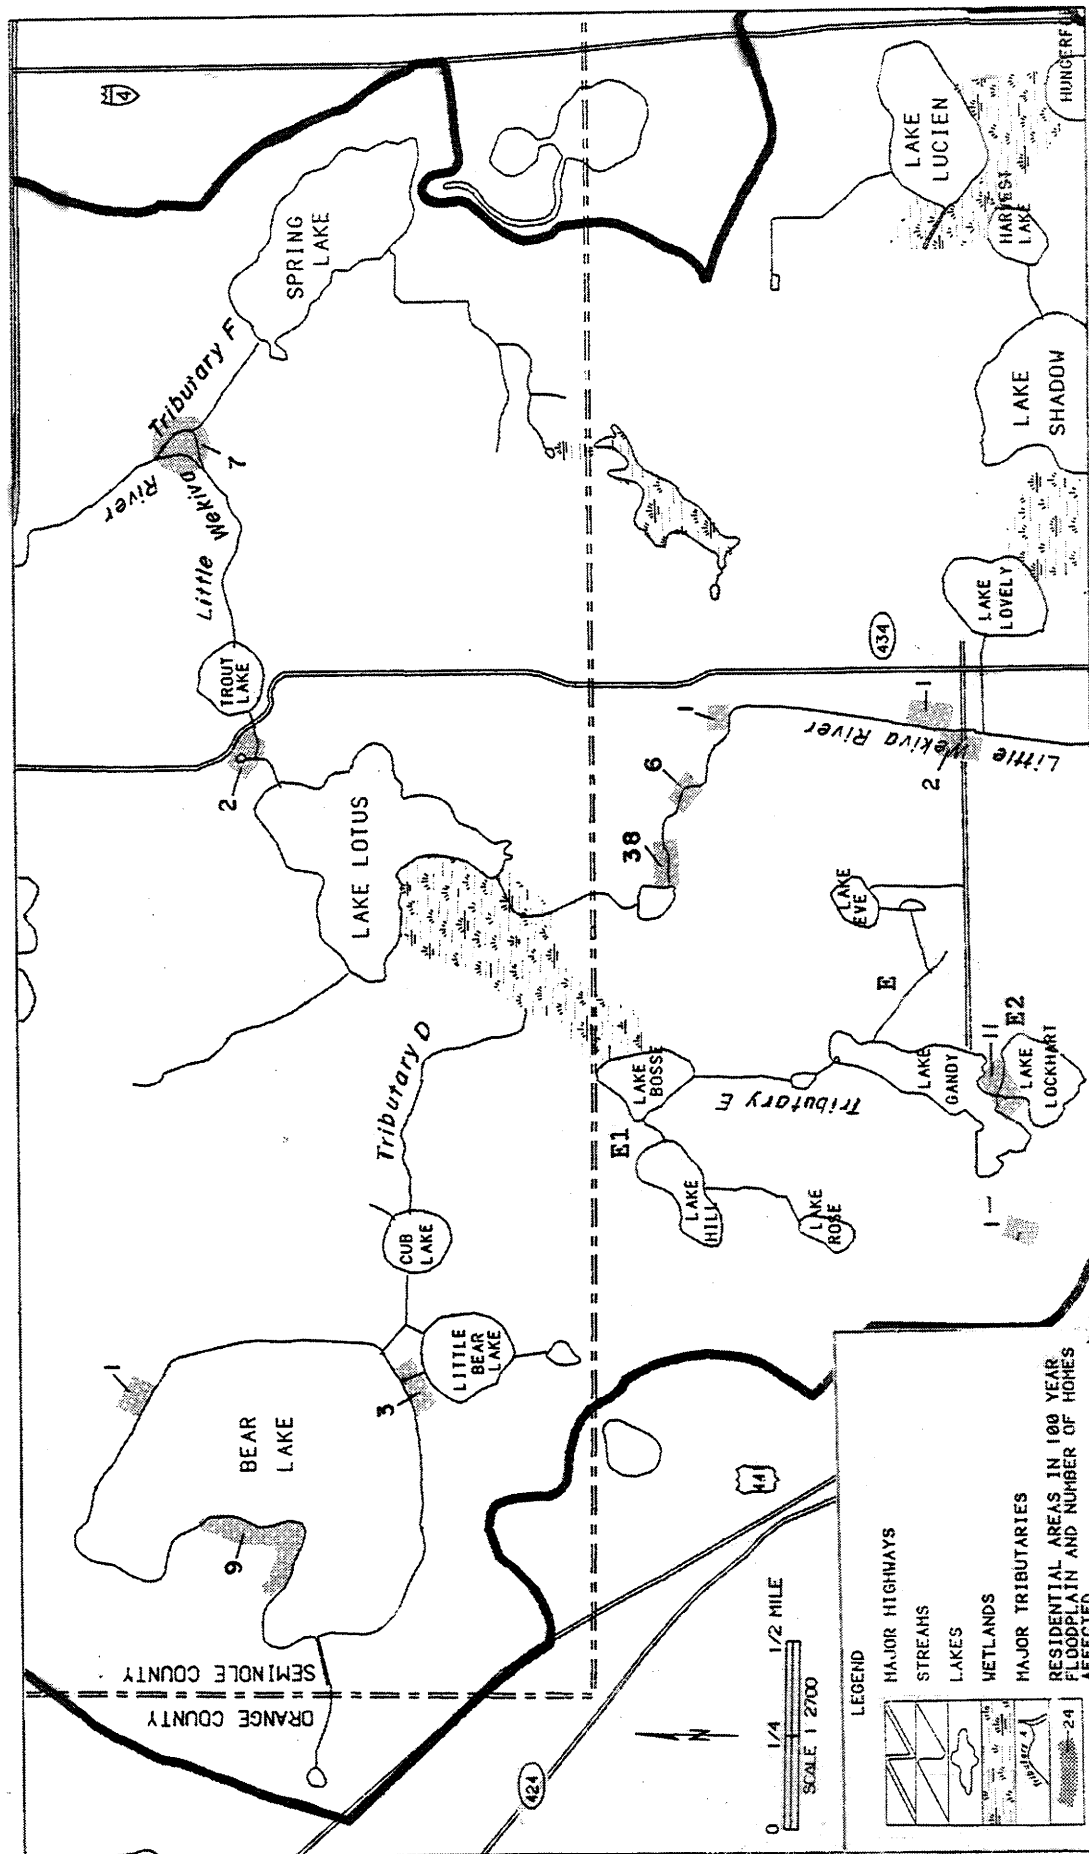 4
SPRING
LAKE
Tributary F
7
River
Little Wekiva
TROUT
LAKE
2
LAKE LOTUS
Tributary D
CUB
LAKE
LITTLE
BEAR
LAKE
3
1
BEAR
LAKE
9
SEMINOLE COUNTY
ORANGE COUNTY
LAKE
LUCIEN
HARVEST
LAKE
HUNGERF
LAKE
SHADOW
LAKE
LOVELY
434
1
1
2
Little Wekiva River
6
38
LAKE
EVE
E
E2
11
LAKE
LOCKHART
LAKE
GANDY
LAKE
BOSSE
Tributary E
E1
LAKE
HILL
LAKE
ROSE
1
441
424
N
0 1/4 1/2 MILE
SCALE 1 2700
LEGEND
MAJOR HIGHWAYS
STREAMS
LAKES
WETLANDS
MAJOR TRIBUTARIES
RESIDENTIAL AREAS IN 100 YEAR
FLOODPLAIN AND NUMBER OF HOMES
AFFECTED
Tributary A
24